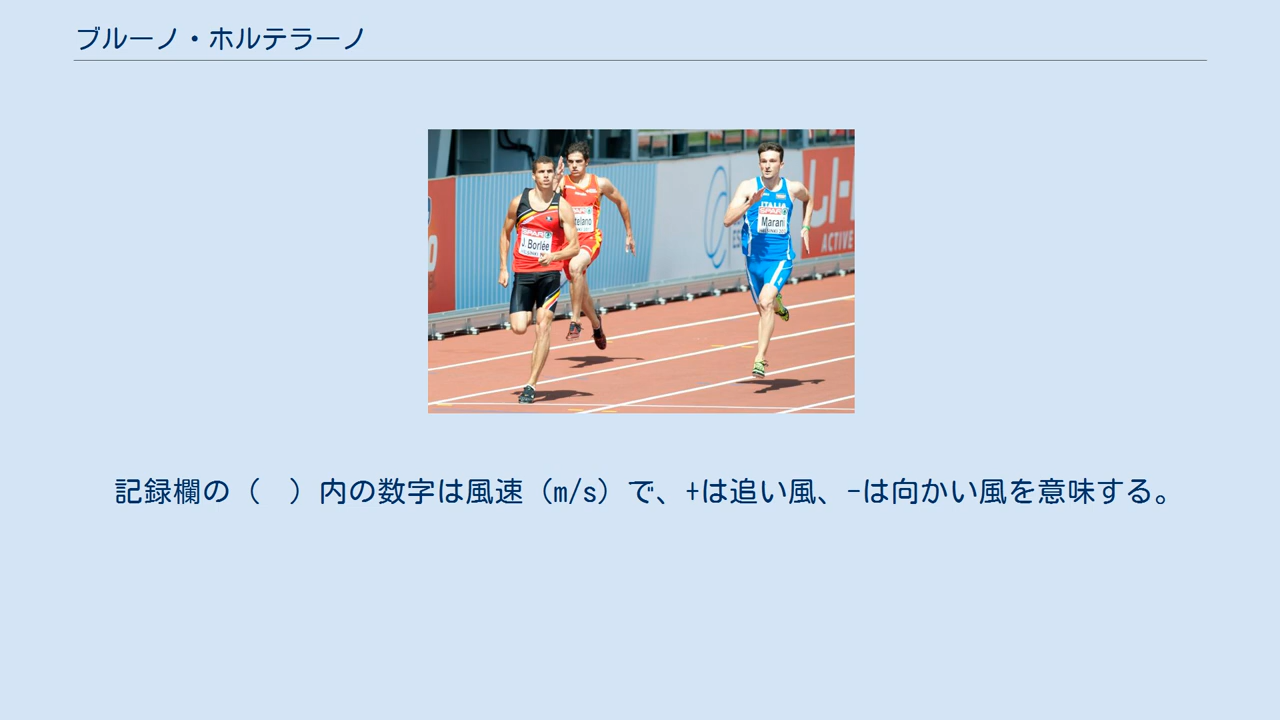 ブルーノ・ホルテラーノ
J. Borlée
telano
ITALIA
Marani
ACTIVE
記録欄の（　）内の数字は風速（m/s）で、+は追い風、-は向かい風を意味する。